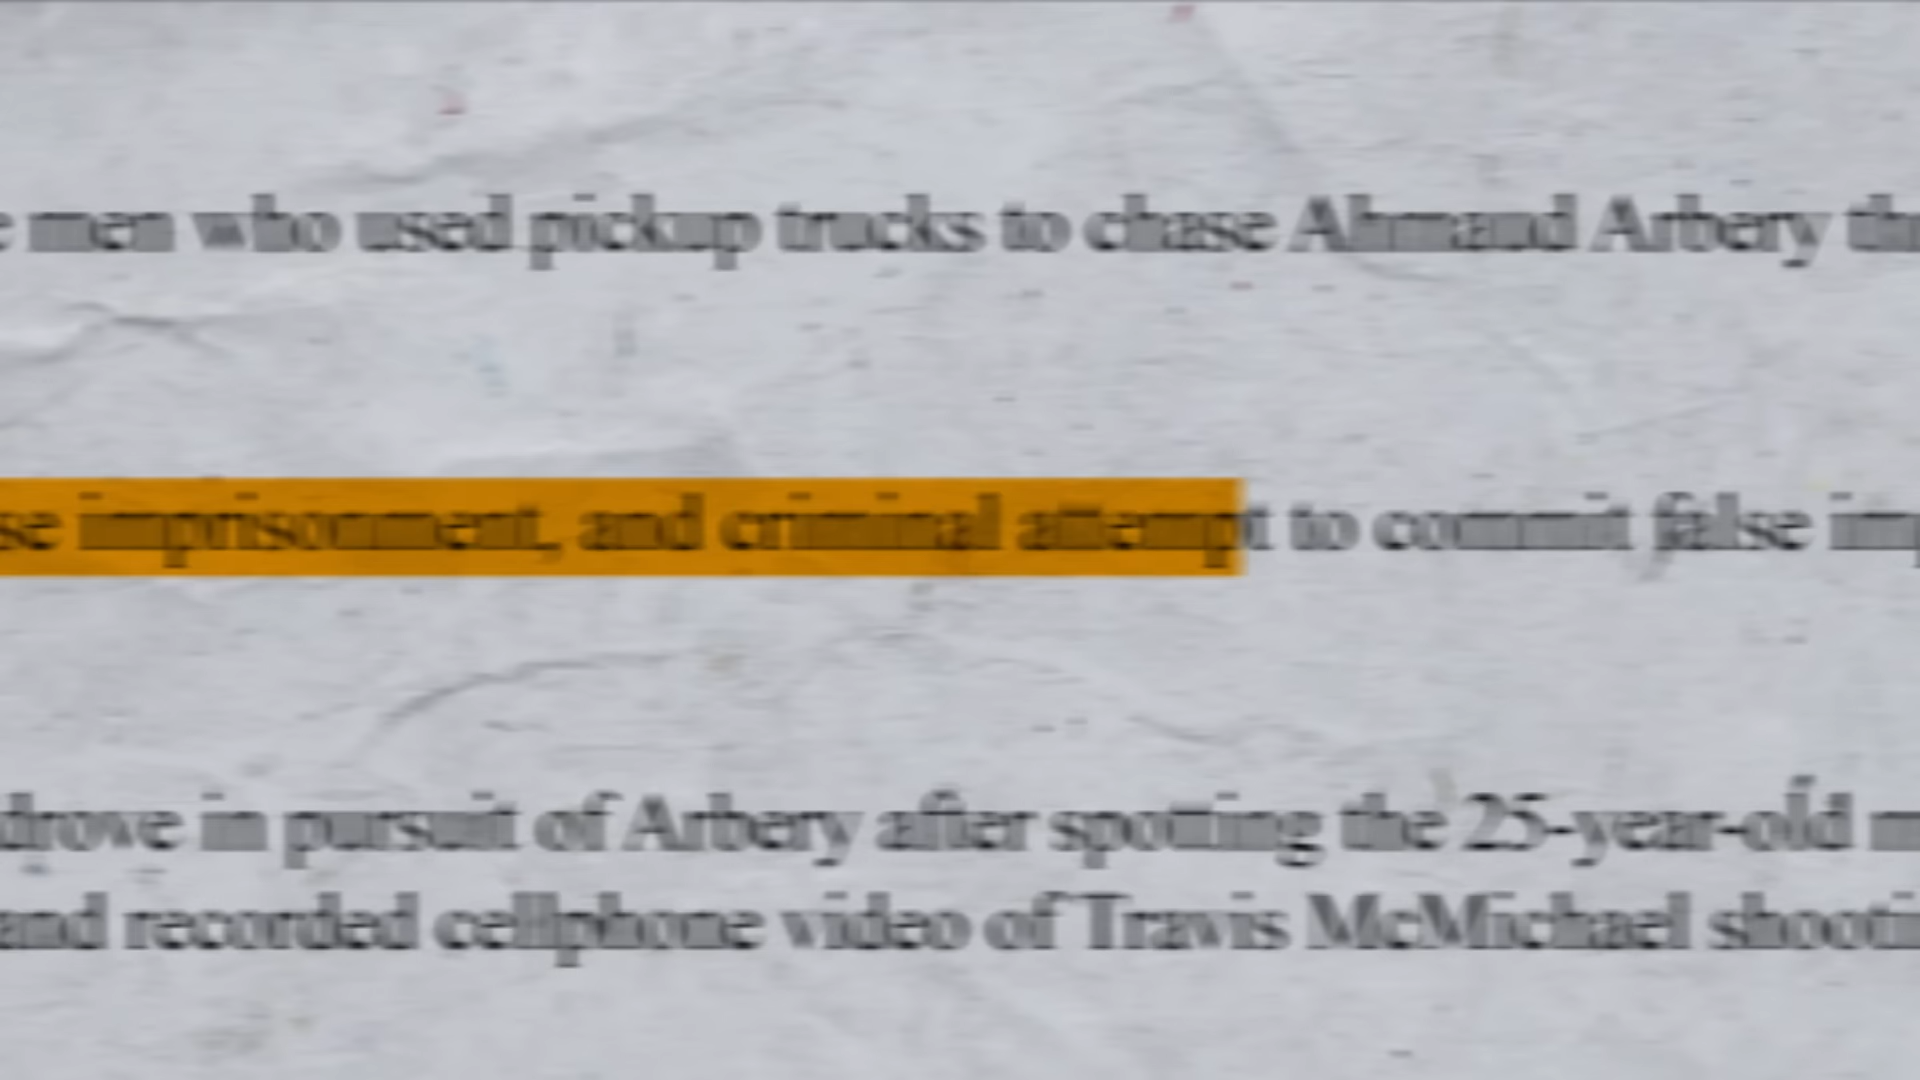 e men who used pickup trucks to chase Ahmaud Arbery th
se imprisonment, and criminal attempt to commit false imp
drove in pursuit of Arbery after spotting the 25-year-old
and recorded cellphone video of Travis McMichael shooti